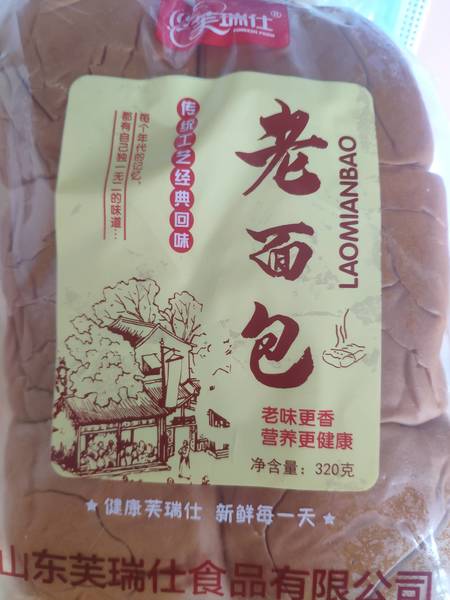 芙瑞仕®
老面包
LAOMIANBAO
传统工艺经典回味
每个年代的记忆、
都有自己独一无二的味道...
老味更香
营养更健康
净含量：320克
★ 健康芙瑞仕 新鲜每一天 ★
山东芙瑞仕食品有限公司